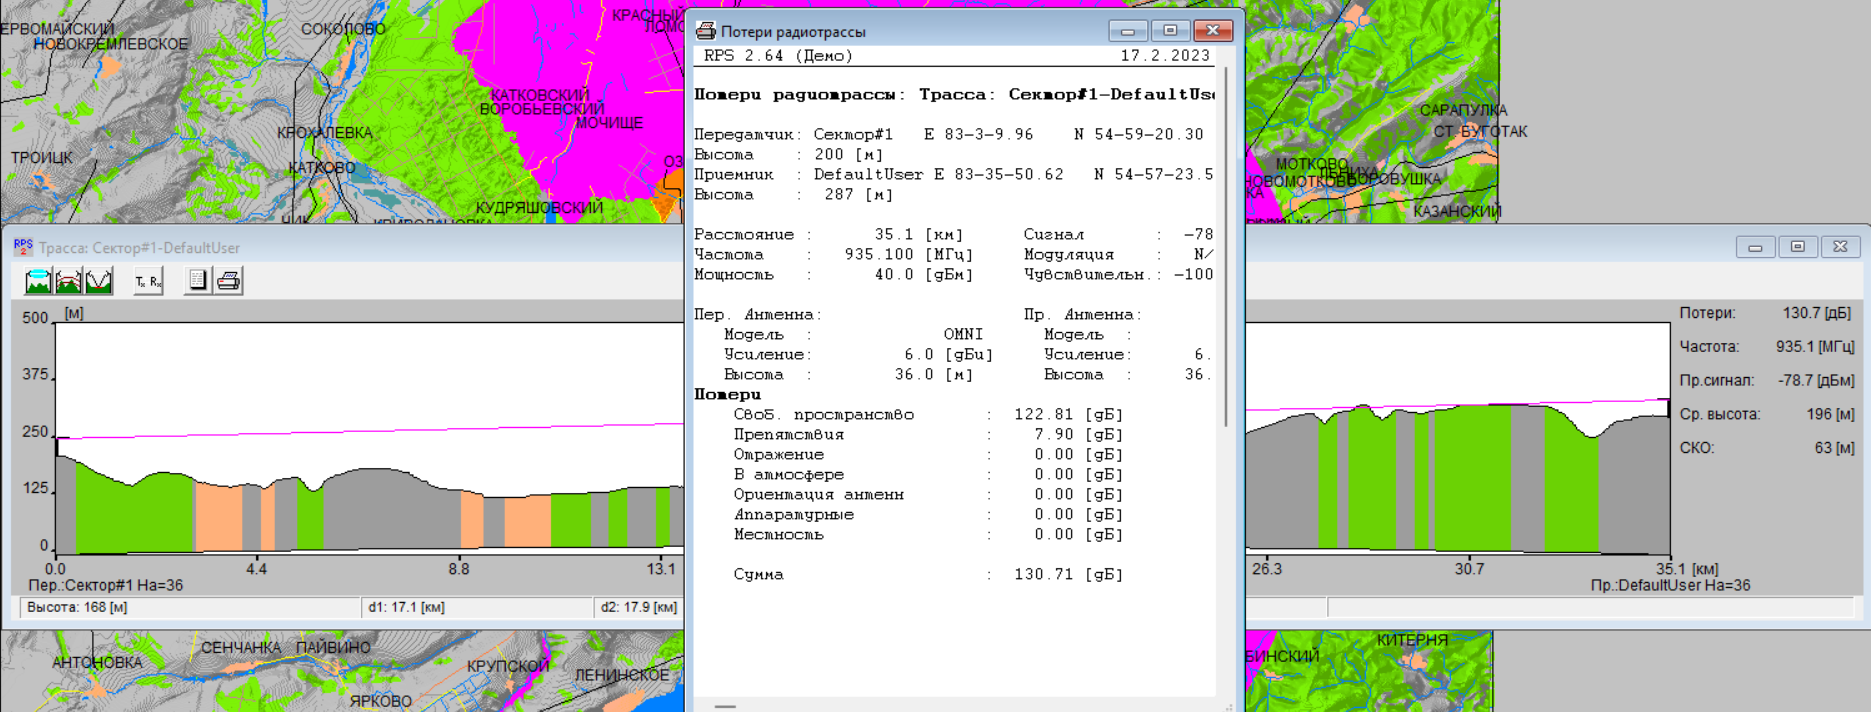 ЕРВОМАЙСКИЙ
НОВОКРЕМЛЕВСКОЕ
СОКОЛОВО
КРАСНЫЙ
КАТКОВСКИЙ
ВОРОБЬЕВСКИЙ
МОЧИЩЕ
КРОХАЛЕВКА
ТРОИЦК
КАТКОВО
КУДРЯШОВСКИЙ
САРАПУЛКА
СТ. ВУГОТАК
МОТКОВО
НОВОМОТКОВО
БОРОВУШКА
КАЗАНСКИЙ
Потери радиотрассы
RPS 2.64 (Демо) 17.2.2023
Потери радиотрассы: Трасса: Сектор#1-DefaultUse
Передатчик: Сектор#1 E 83-3-9.96 N 54-59-20.30
Высота : 200 [м]
Приемник : DefaultUser E 83-35-50.62 N 54-57-23.5
Высота : 287 [м]
Расстояние : 35.1 [км] Сигнал : -78
Частота : 935.100 [МГц] Модуляция : N/
Мощность : 40.0 [дБм] Чувствительн.: -100
Пер. Антенна: Пр. Антенна:
Модель : OMNI Модель :
Усиление: 6.0 [дБи] Усиление: 6.
Высота : 36.0 [м] Высота : 36.
Потери
Своб. пространство : 122.81 [дБ]
Препятствия : 7.90 [дБ]
Отражение : 0.00 [дБ]
В атмосфере : 0.00 [дБ]
Ориентация антенн : 0.00 [дБ]
Аппаратурные : 0.00 [дБ]
Местность : 0.00 [дБ]
Сумма : 130.71 [дБ]
RPS 2 Трасса: Сектор#1-DefaultUser
Tx Rx
[м]
500
375
250
125
0
0.0 4.4 8.8 13.1 26.3 30.7 35.1 [км]
Пер.:Сектор#1 На=36 Пр.:DefaultUser На=36
Высота: 168 [м] d1: 17.1 [км] d2: 17.9 [км]
Потери: 130.7 [дБ]
Частота: 935.1 [МГц]
Пр.сигнал: -78.7 [дБм]
Ср. высота: 196 [м]
СКО: 63 [м]
АНТОНОВКА
СЕНЧАНКА
ПАЙВИНО
КРУПСКОЙ
ЛЕНИНСКОЕ
ЯРКОВО
БИНСКИЙ
КИТЕРНЯ